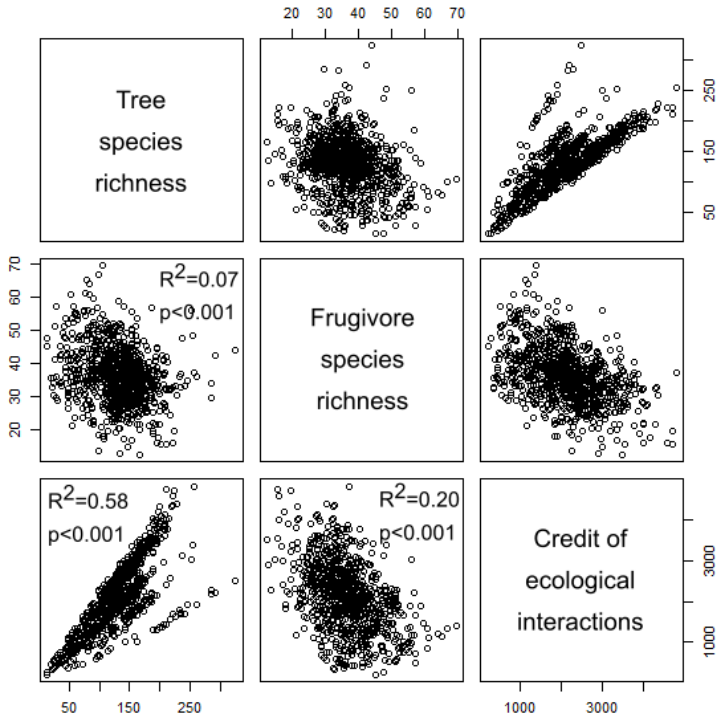 20 30 40 50 60 70
Tree
species
richness
50 150 250
20 30 40 50 60 70
R²=0.07
p<0.001
Frugivore
species
richness
R²=0.58
p<0.001
R²=0.20
p<0.001
Credit of
ecological
interactions
1000 3000
50 150 250
1000 3000